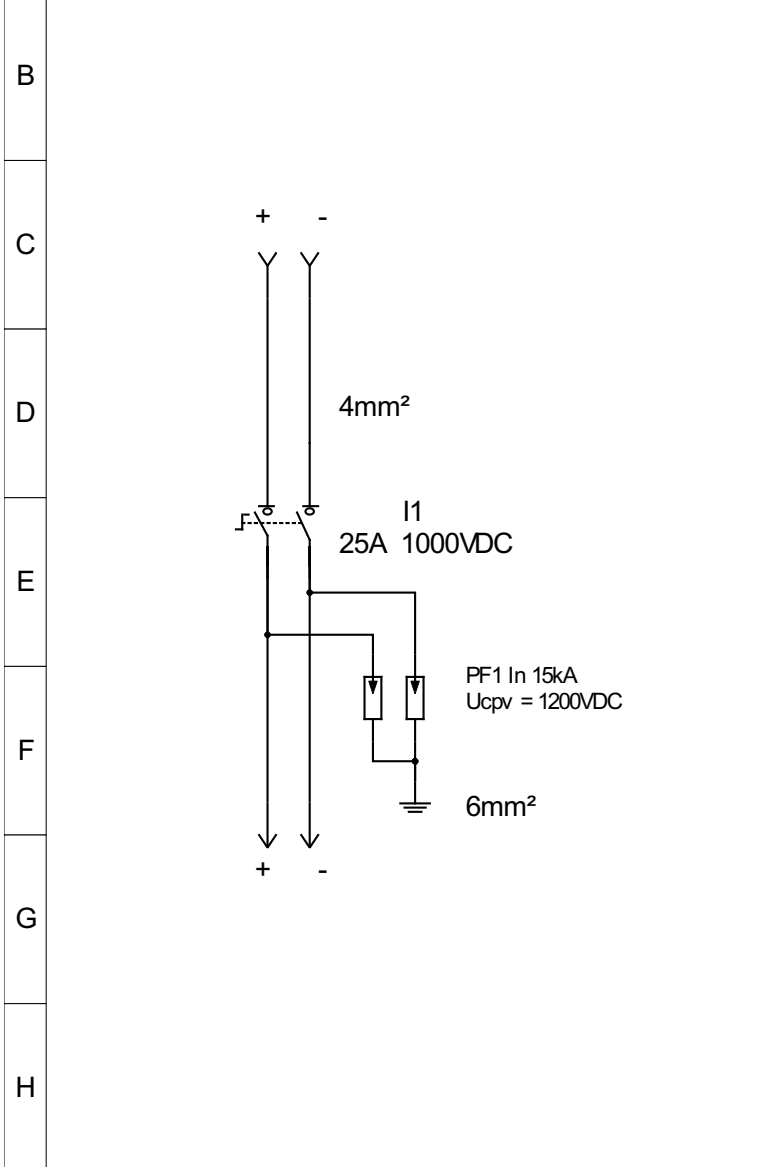 B
C
+ -
D
4mm²
I1
25A 1000VDC
E
PF1 In 15kA
Ucpv = 1200VDC
F
6mm²
+ -
G
H